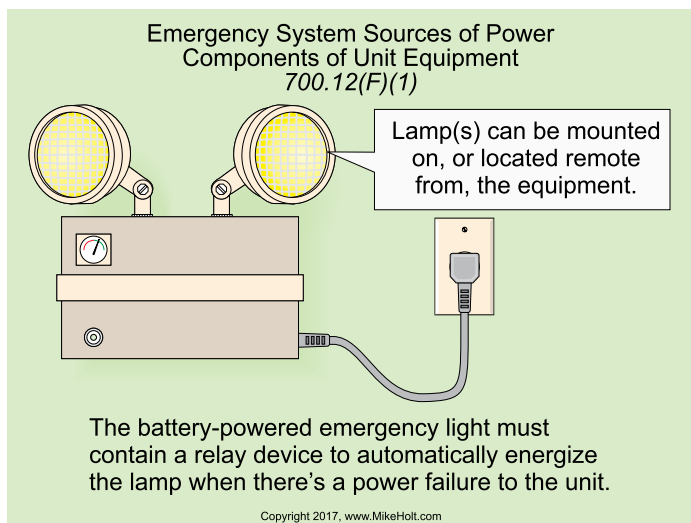 Emergency System Sources of Power
Components of Unit Equipment
700.12(F)(1)
Lamp(s) can be mounted
on, or located remote
from, the equipment.
The battery-powered emergency light must
contain a relay device to automatically energize
the lamp when there's a power failure to the unit.
Copyright 2017, www.MikeHolt.com